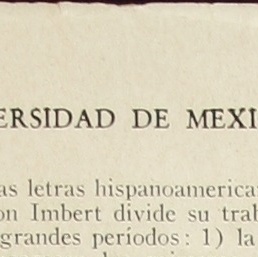 ERSIDAD DE MEXI
as letras hispanoamerica
on Imbert divide su trab
grandes períodos: 1) la